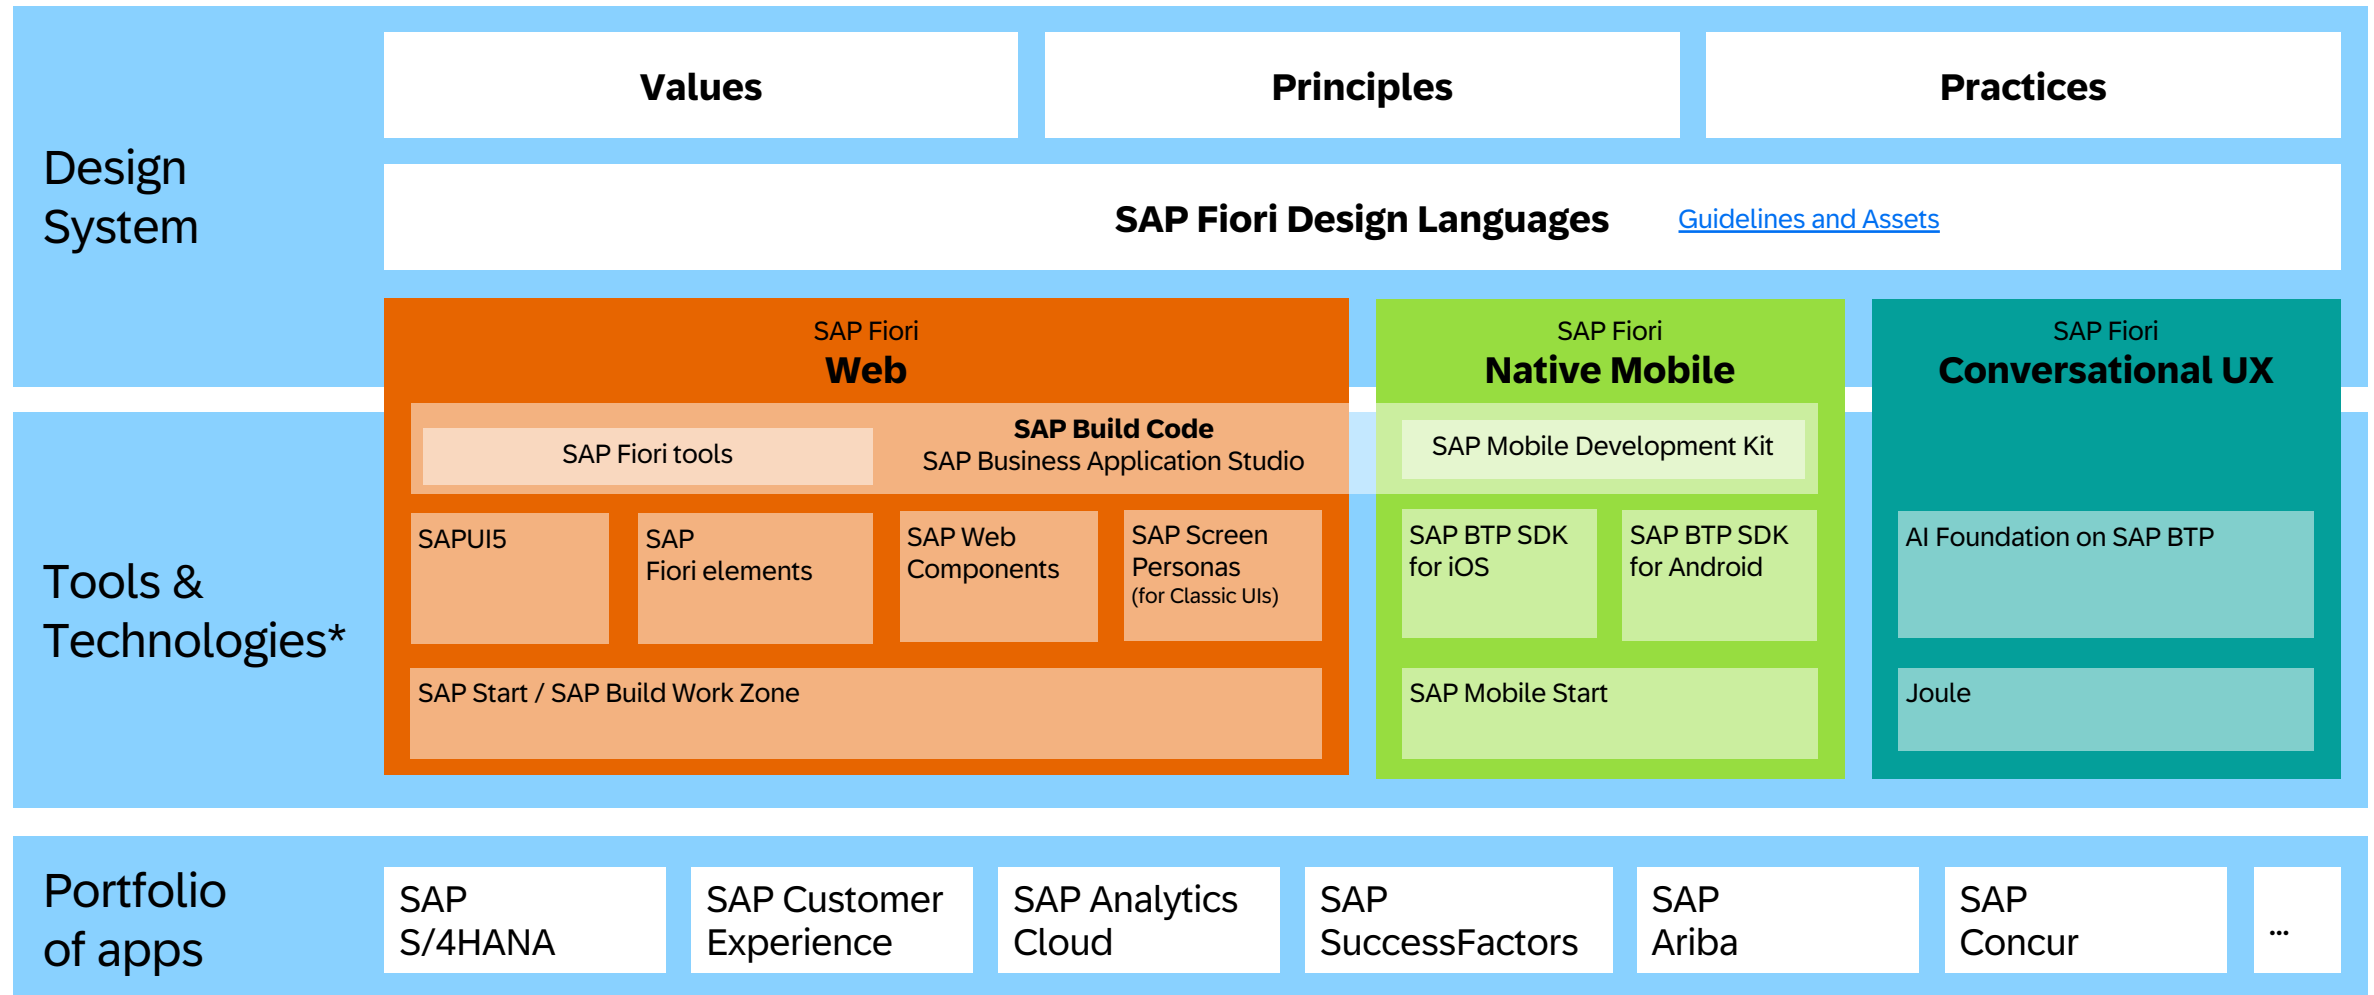 Design
System
Values
Principles
Practices
SAP Fiori Design Languages
Guidelines and Assets
SAP Fiori
Web
SAP Fiori
Native Mobile
SAP Fiori
Conversational UX
Tools &
Technologies*
SAP Fiori tools
SAP Build Code
SAP Business Application Studio
SAP Mobile Development Kit
SAPUI5
SAP
Fiori elements
SAP Web
Components
SAP Screen
Personas
(for Classic UIs)
SAP BTP SDK
for iOS
SAP BTP SDK
for Android
AI Foundation on SAP BTP
SAP Start / SAP Build Work Zone
SAP Mobile Start
Joule
Portfolio
of apps
SAP
S/4HANA
SAP Customer
Experience
SAP Analytics
Cloud
SAP
SuccessFactors
SAP
Ariba
SAP
Concur
...